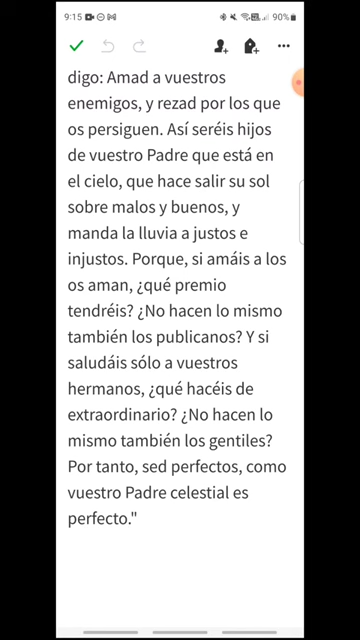 9:15
90%
digo: Amad a vuestros
enemigos, y rezad por los que
os persiguen. Así seréis hijos
de vuestro Padre que está en
el cielo, que hace salir su sol
sobre malos y buenos, y
manda la lluvia a justos e
injustos. Porque, si amáis a los
os aman, ¿qué premio
tendréis? ¿No hacen lo mismo
también los publicanos? Y si
saludáis sólo a vuestros
hermanos, ¿qué hacéis de
extraordinario? ¿No hacen lo
mismo también los gentiles?
Por tanto, sed perfectos, como
vuestro Padre celestial es
perfecto."